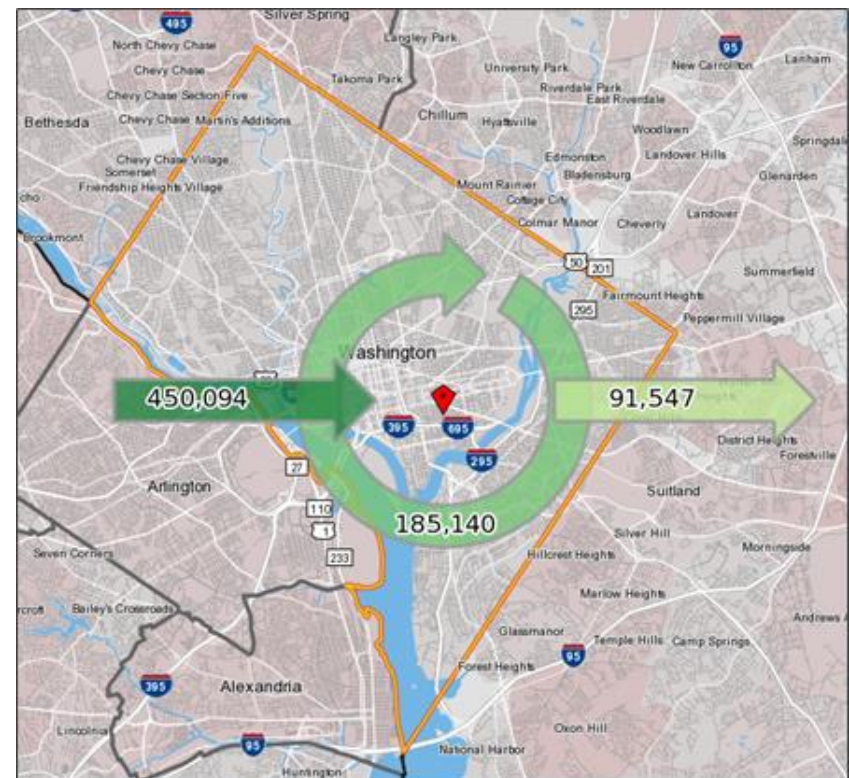 495
Silver Spring
Langley Park
North Chevy Chase
95
Lanham
New Carrollton
Chevy Chase
University Park
Takoma Park
Riverdale Park
East Riverdale
Chevy Chase Section Five
Bethesda
Chevy Chase
Martin's Additions
Chillum
Hyattsville
Woodlawn
Springdale
Chevy Chase Village
Somerset
Edmonston
Landover Hills
Bladensburg
Glenarden
Friendship Heights Village
Mount Rainier
Cottage City
Landover
Colmar Manor
Cheverly
Brookmont
50
201
Summerfield
Fairmount Heights
295
Peppermill Village
Washington
450,094
91,547
395
695
District Heights
Forestville
295
27
Arlington
Suitland
110
185,140
1
Silver Hill
Seven Corners
233
Hillcrest Heights
Morningside
Marlow Heights
rcroft
Bailey's Crossroads
Andrews A
Glassmanor
Temple Hills
Camp Springs
95
Forest Heights
395
Alexandria
Lincolnia
95
Oxon Hill
National Harbor
Huntington